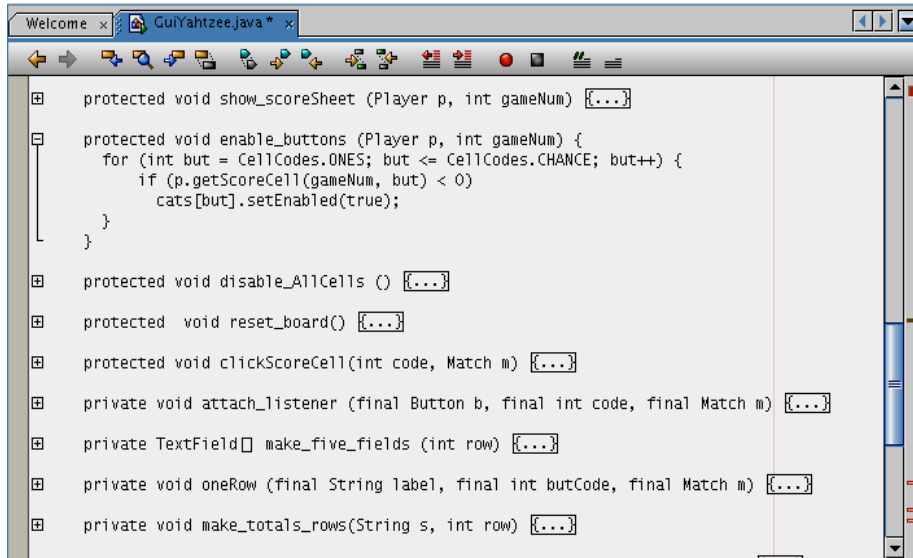 Welcome x GuiYahtzee.java * x
protected void show_scoreSheet (Player p, int gameNum) {...}
protected void enable_buttons (Player p, int gameNum) {
for (int but = CellCodes.ONES; but <= CellCodes.CHANCE; but++) {
if (p.getScoreCell(gameNum, but) < 0)
cats[but].setEnabled(true);
}
}
protected void disable_AllCells () {...}
protected  void reset_board() {...}
protected void clickScoreCell(int code, Match m) {...}
private void attach_listener (final Button b, final int code, final Match m) {...}
private TextField[] make_five_fields (int row) {...}
private void oneRow (final String label, final int butCode, final Match m) {...}
private void make_totals_rows(String s, int row) {...}